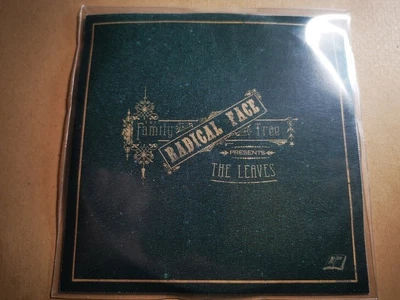 Family Tree
RADICAL FACE
PRESENTS
THE LEAVES